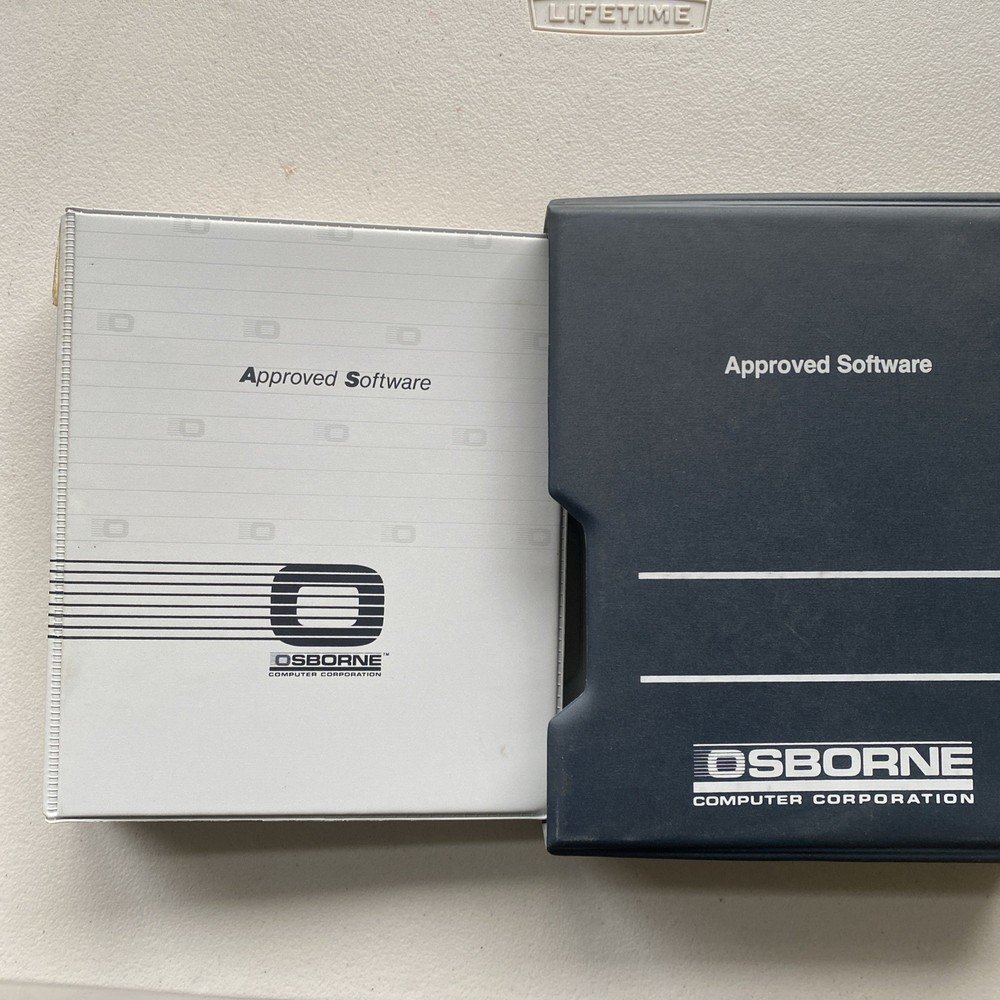 LIFETIME
Approved Software
OSBORNE™
COMPUTER CORPORATION
Approved Software
OSBORNE
COMPUTER CORPORATION